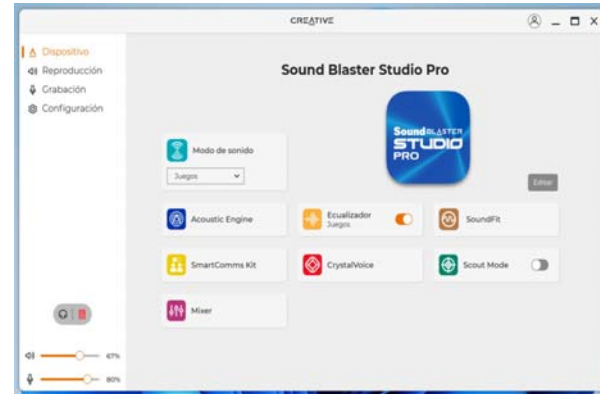 CREATIVE
Dispositivo
Reproducción
Grabación
Configuración
Sound Blaster Studio Pro
Sound BLASTER
STUDIO
PRO
Modo de sonido
Juegos
Editar
Acoustic Engine
Ecualizador
Juegos
SoundFit
SmartComms Kit
CrystalVoice
Scout Mode
Mixer
67%
80%